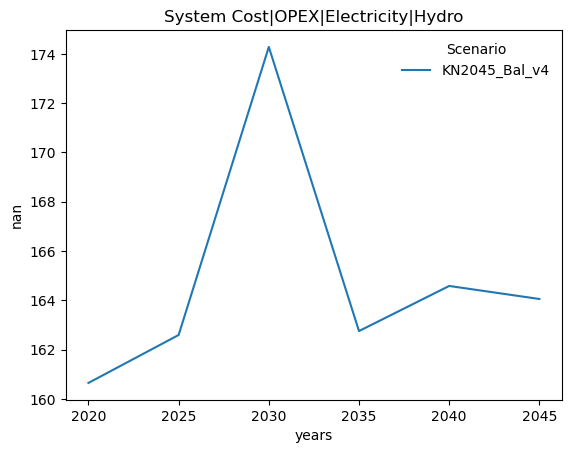 System Cost|OPEX|Electricity|Hydro
Scenario
KN2045_Bal_v4
174
172
170
168
166
164
162
160
nan
2020 2025 2030 2035 2040 2045
years